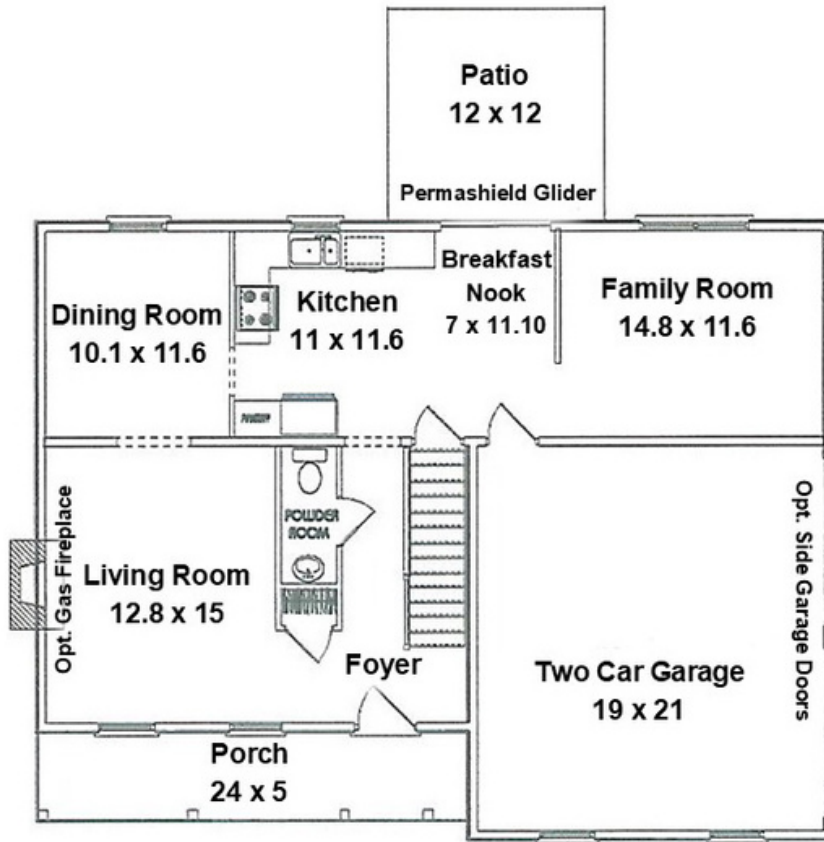 Patio
12 x 12
Permashield Glider
Dining Room
10.1 x 11.6
Kitchen
11 x 11.6
Breakfast
Nook
7 x 11.10
Family Room
14.8 x 11.6
PANTRY
POWDER
ROOM
Opt. Gas Fireplace
Living Room
12.8 x 15
Foyer
Two Car Garage
19 x 21
Opt. Side Garage Doors
Porch
24 x 5